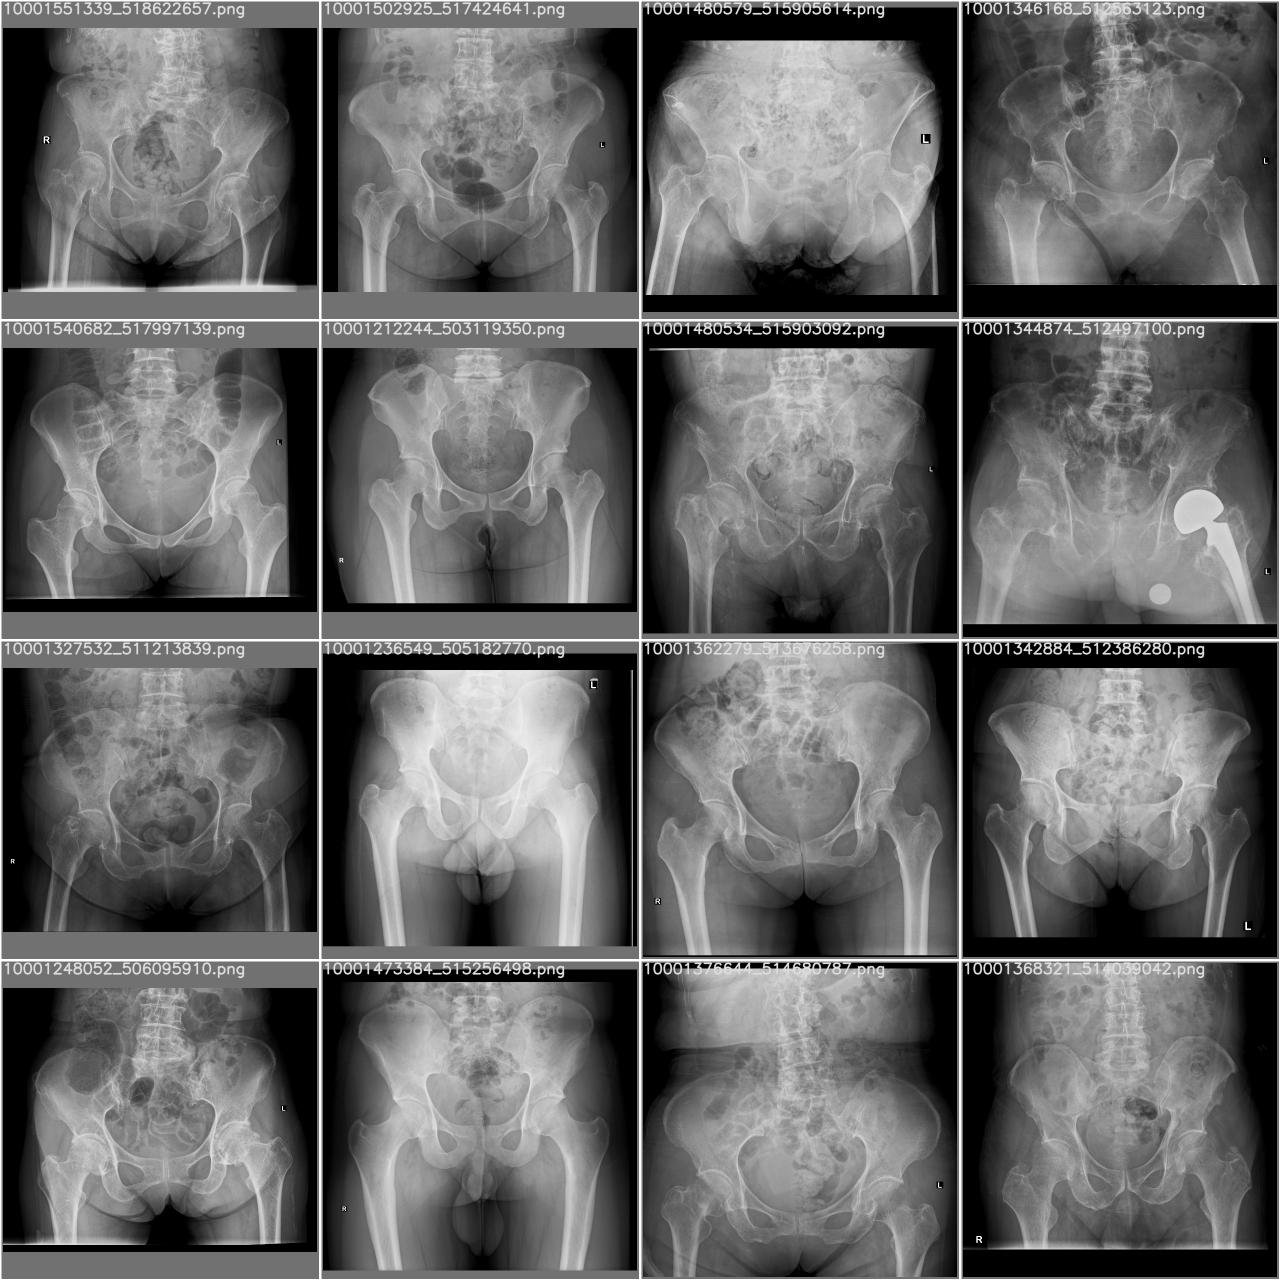 10001551339_518622657.png
10001502925_517424641.png
10001480579_515905614.png
10001346168_512563123.png
R
L
L
L
10001540682_517997139.png
10001212244_503119350.png
10001480534_515903092.png
10001344874_512497100.png
L
R
L
L
10001327532_511213839.png
10001236549_505182770.png
10001362279_513676258.png
10001342884_512386280.png
R
L
R
L
10001248052_506095910.png
10001473384_515256498.png
10001376644_514680787.png
10001368321_514039042.png
L
R
L
R